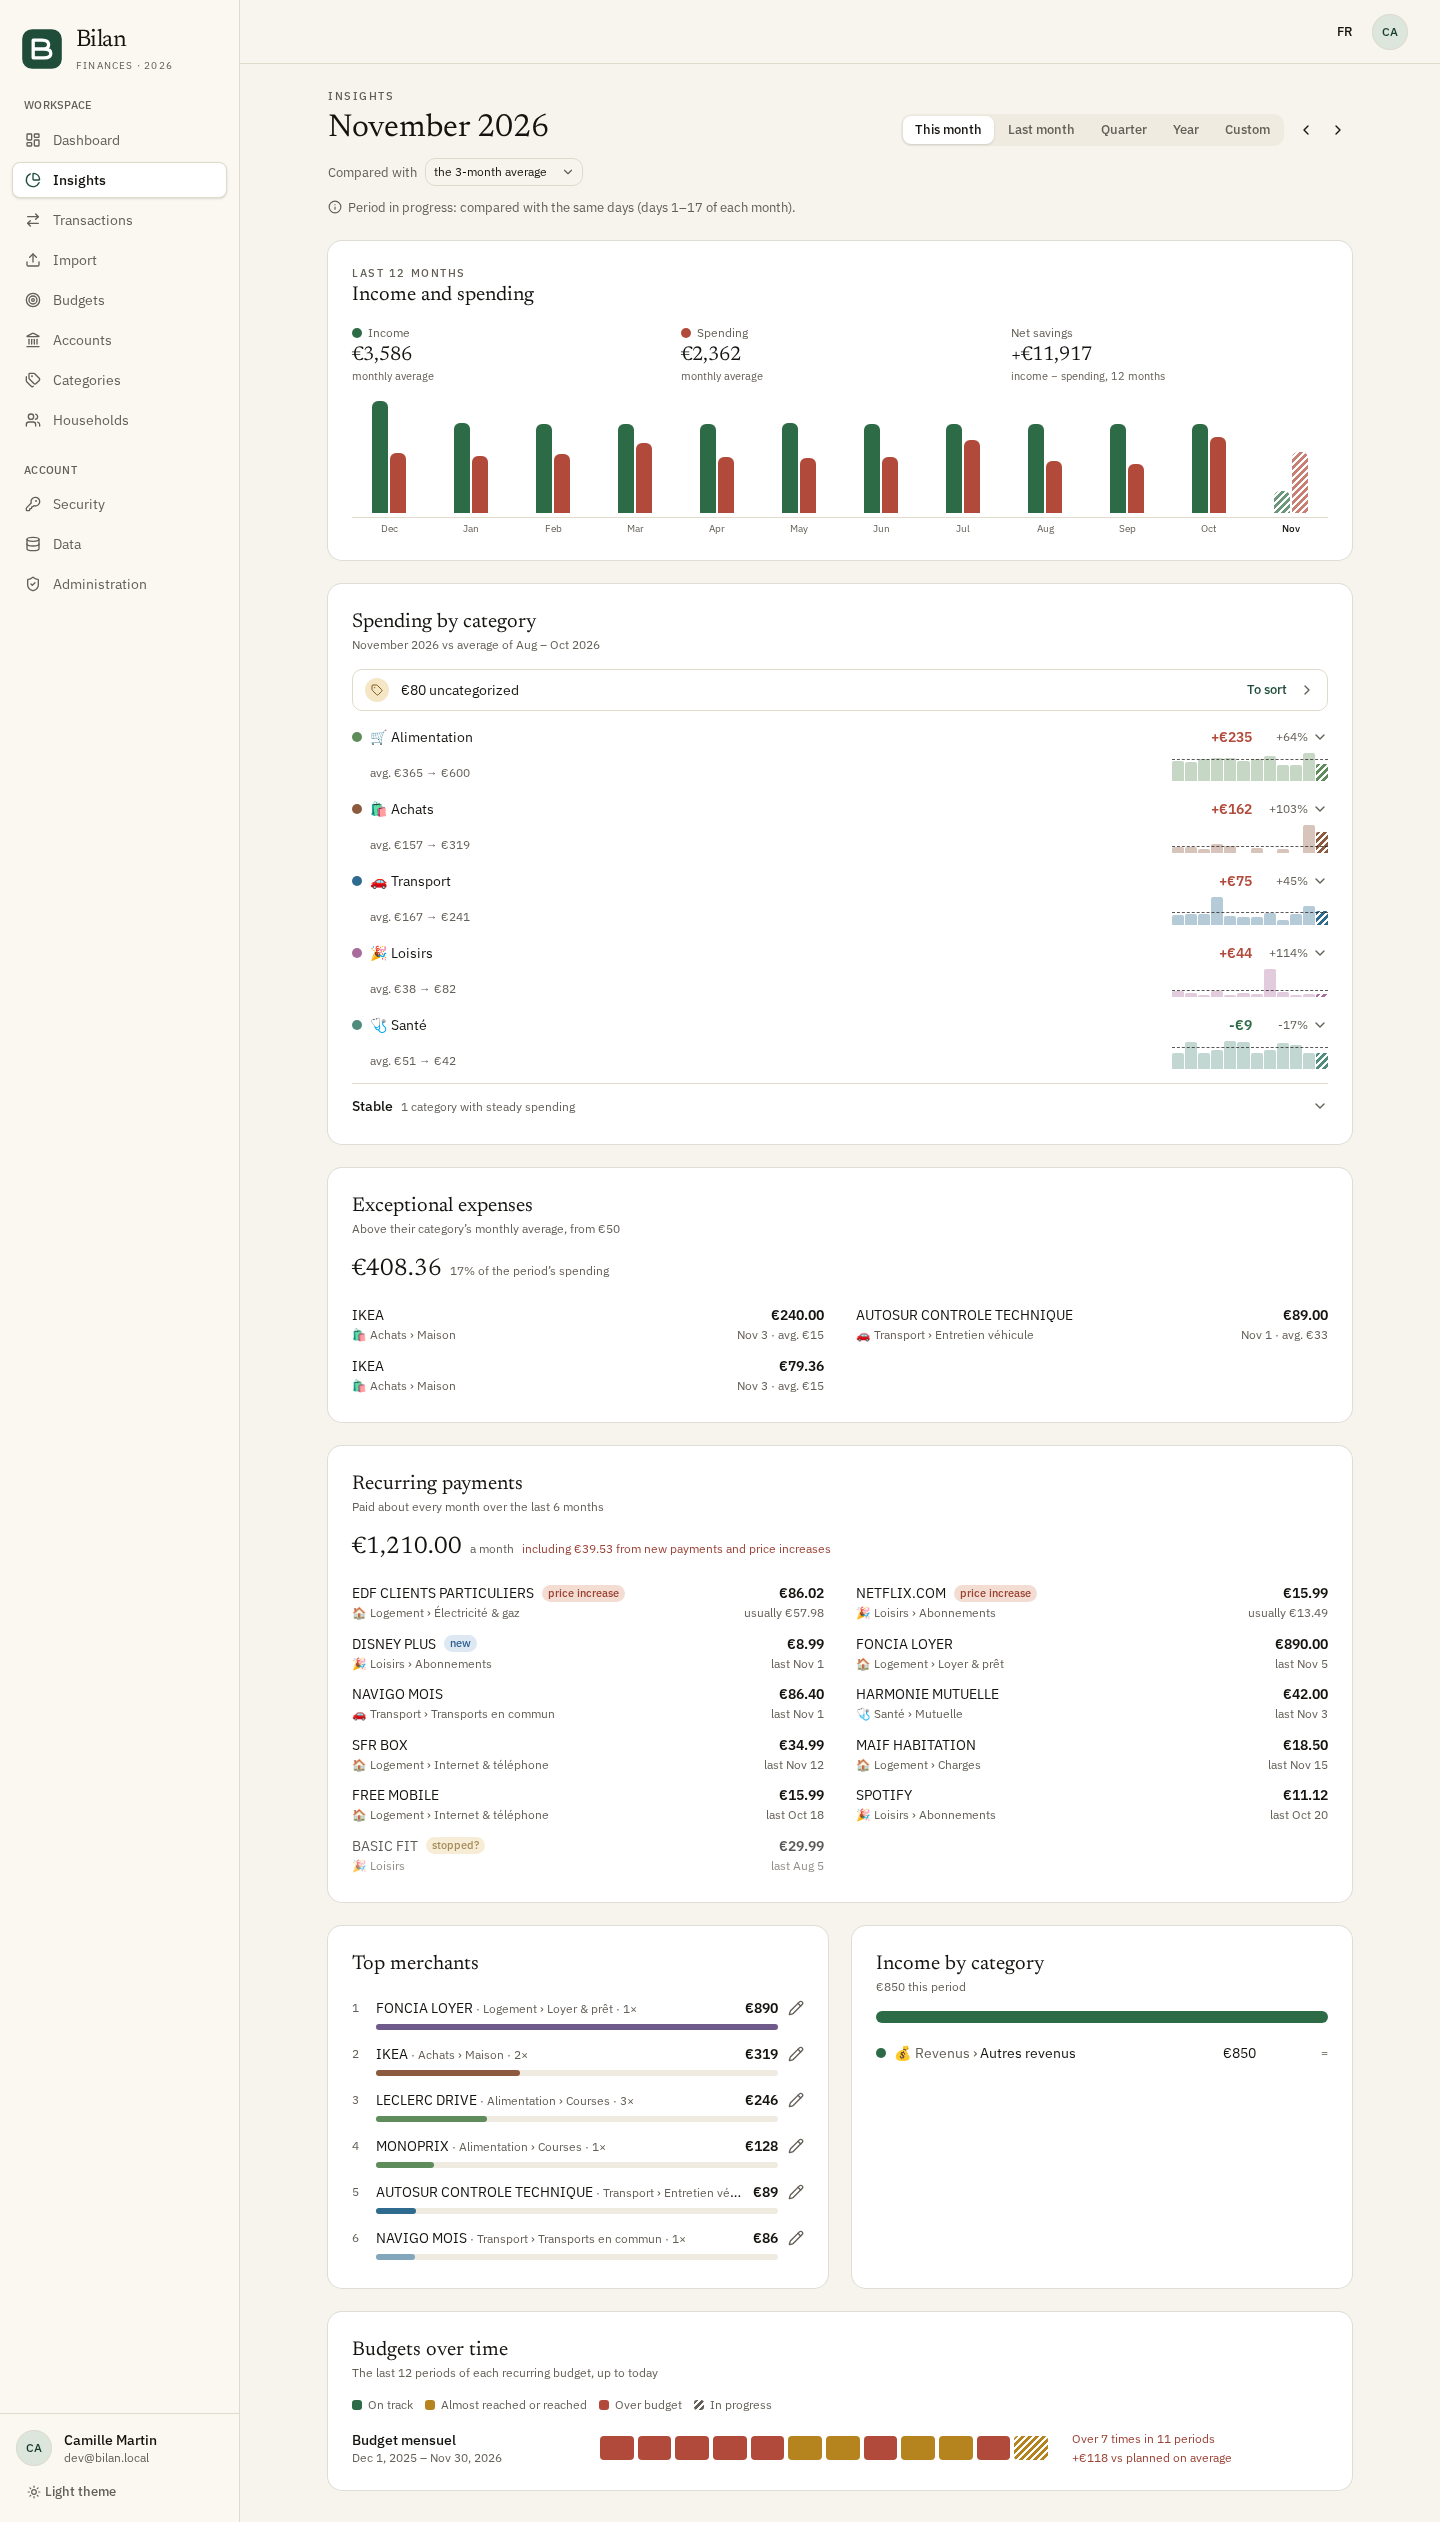 Bilan
FINANCES · 2026
WORKSPACE
Dashboard
Insights
Transactions
Import
Budgets
Accounts
Categories
Households
ACCOUNT
Security
Data
Administration
CA
Camille Martin
dev@bilan.local
Light theme
FR
CA
INSIGHTS
November 2026
This month Last month Quarter Year Custom
Compared with the 3-month average
Period in progress: compared with the same days (days 1–17 of each month).
LAST 12 MONTHS
Income and spending
Income Spending Net savings
€3,586 €2,362 +€11,917
monthly average monthly average income − spending, 12 months
Dec Jan Feb Mar Apr May Jun Jul Aug Sep Oct Nov
Spending by category
November 2026 vs average of Aug – Oct 2026
€80 uncategorized To sort
Alimentation +€235 +64%
avg. €365 → €600
Achats +€162 +103%
avg. €157 → €319
Transport +€75 +45%
avg. €167 → €241
Loisirs +€44 +114%
avg. €38 → €82
Santé -€9 -17%
avg. €51 → €42
Stable 1 category with steady spending
Exceptional expenses
Above their category’s monthly average, from €50
€408.36 17% of the period’s spending
IKEA €240.00
Achats › Maison Nov 3 · avg. €15
AUTOSUR CONTROLE TECHNIQUE €89.00
Transport › Entretien véhicule Nov 1 · avg. €33
IKEA €79.36
Achats › Maison Nov 3 · avg. €15
Recurring payments
Paid about every month over the last 6 months
€1,210.00 a month including €39.53 from new payments and price increases
EDF CLIENTS PARTICULIERS price increase €86.02
Logement › Électricité & gaz usually €57.98
NETFLIX.COM price increase €15.99
Loisirs › Abonnements usually €13.49
DISNEY PLUS new €8.99
Loisirs › Abonnements last Nov 1
FONCIA LOYER €890.00
Logement › Loyer & prêt last Nov 5
NAVIGO MOIS €86.40
Transport › Transports en commun last Nov 1
HARMONIE MUTUELLE €42.00
Santé › Mutuelle last Nov 3
SFR BOX €34.99
Logement › Internet & téléphone last Nov 12
MAIF HABITATION €18.50
Logement › Charges last Nov 15
FREE MOBILE €15.99
Logement › Internet & téléphone last Oct 18
SPOTIFY €11.12
Loisirs › Abonnements last Oct 20
BASIC FIT stopped? €29.99
Loisirs last Aug 5
Top merchants
1 FONCIA LOYER · Logement › Loyer & prêt · 1× €890
2 IKEA · Achats › Maison · 2× €319
3 LECLERC DRIVE · Alimentation › Courses · 3× €246
4 MONOPRIX · Alimentation › Courses · 1× €128
5 AUTOSUR CONTROLE TECHNIQUE · Transport › Entretien vé… €89
6 NAVIGO MOIS · Transport › Transports en commun · 1× €86
Income by category
€850 this period
Revenus › Autres revenus €850 =
Budgets over time
The last 12 periods of each recurring budget, up to today
On track Almost reached or reached Over budget In progress
Budget mensuel
Dec 1, 2025 – Nov 30, 2026
Over 7 times in 11 periods
+€118 vs planned on average